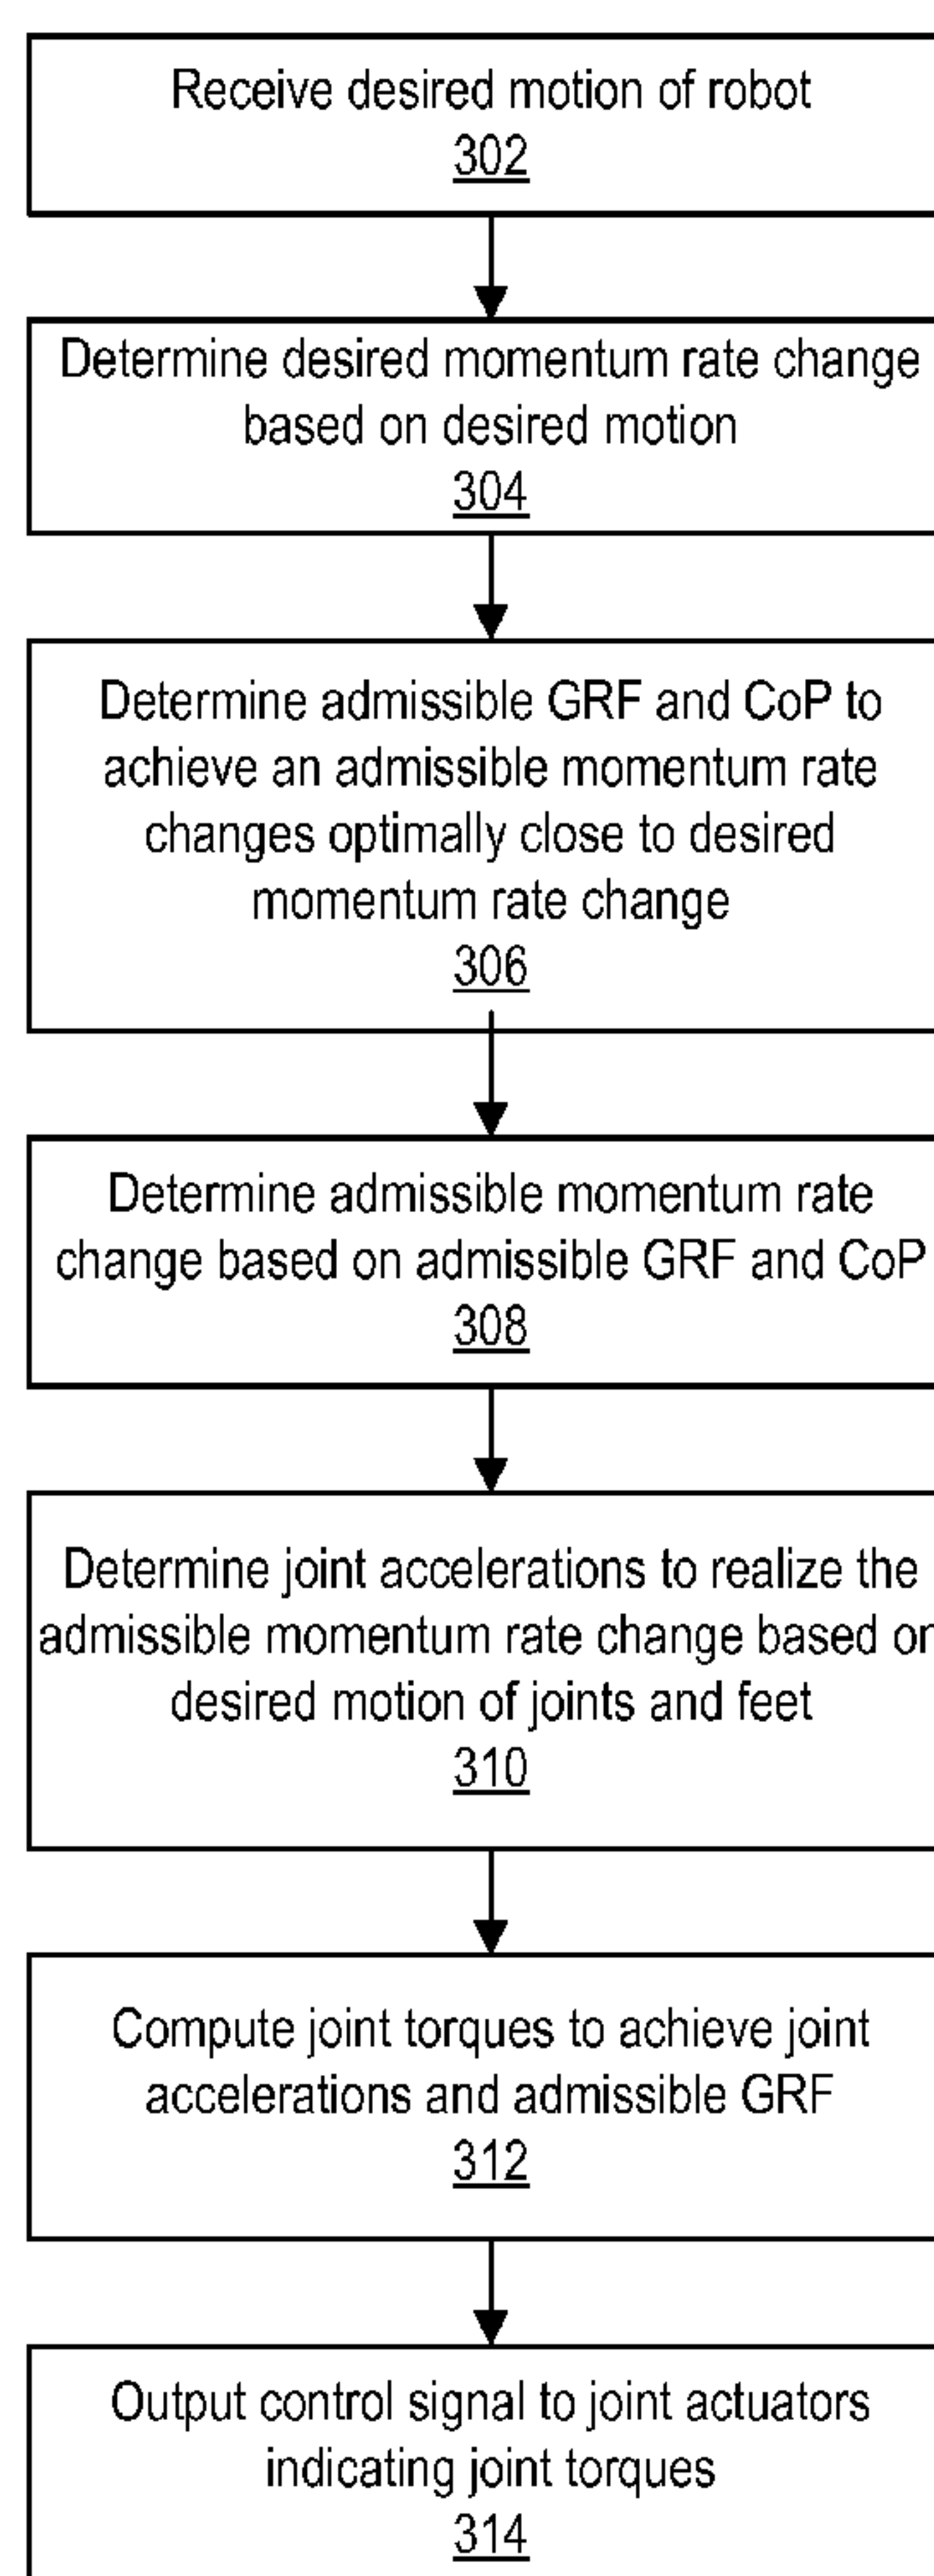 Receive desired motion of robot
302
Determine desired momentum rate change
based on desired motion
304
Determine admissible GRF and CoP to
achieve an admissible momentum rate
changes optimally close to desired
momentum rate change
306
Determine admissible momentum rate
change based on admissible GRF and CoP
308
Determine joint accelerations to realize the
admissible momentum rate change based on
desired motion of joints and feet
310
Compute joint torques to achieve joint
accelerations and admissible GRF
312
Output control signal to joint actuators
indicating joint torques
314